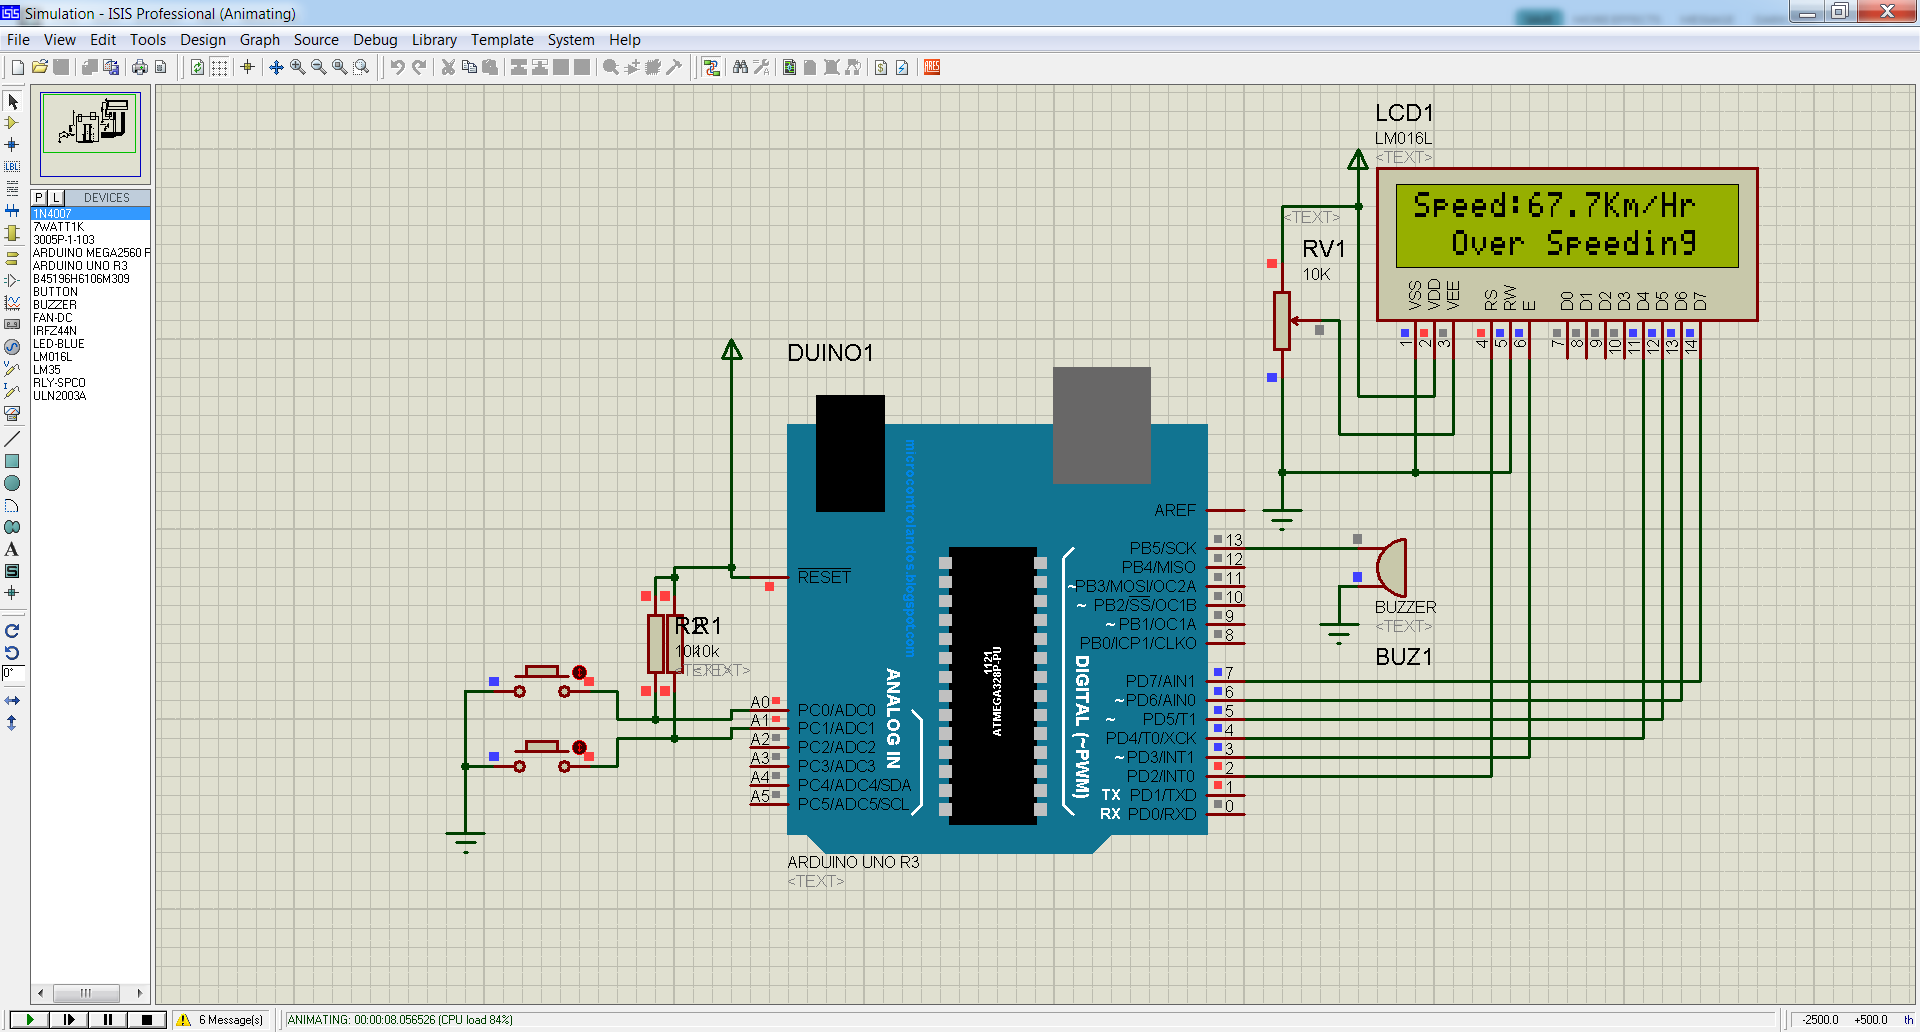 Simulation - ISIS Professional (Animating)
File View Edit Tools Design Graph Source Debug Library Template System Help
P L DEVICES
1N4007
7WATT1K
3005P-1-103
ARDUINO MEGA2560 F
ARDUINO UNO R3
B45196H6106M309
BUTTON
BUZZER
FAN-DC
IRFZ44N
LED-BLUE
LM016L
LM35
RLY-SPCO
ULN2003A
LCD1
LM016L
<TEXT>
Speed:67.7Km/Hr
Over Speeding
VSS VDD VEE RS RW E D0 D1 D2 D3 D4 D5 D6 D7
1 2 3 4 5 6 7 8 9 10 11 12 13 14
<TEXT>
RV1
10K
DUINO1
microcontrolandos.blogspot.com
RESET
R2 R1
10k 10k
<TEXT> <TEXT>
A0 PC0/ADC0
A1 PC1/ADC1
A2 PC2/ADC2
A3 PC3/ADC3
A4 PC4/ADC4/SDA
A5 PC5/ADC5/SCL
ANALOG IN
1121
ATMEGA328P-PU
DIGITAL (~PWM)
AREF
PB5/SCK 13
PB4/MISO 12
~PB3/MOSI/OC2A 11
~ PB2/SS/OC1B 10
~ PB1/OC1A 9
PB0/ICP1/CLKO 8
PD7/AIN1 7
~PD6/AIN0 6
~ PD5/T1 5
PD4/T0/XCK 4
~PD3/INT1 3
PD2/INT0 2
TX PD1/TXD 1
RX PD0/RXD 0
ARDUINO UNO R3
<TEXT>
BUZZER
<TEXT>
BUZ1
LBL
A
S
0°
ARES
6 Message(s) ANIMATING: 00:00:08.056526 (CPU load 84%) -2500.0 +500.0 th